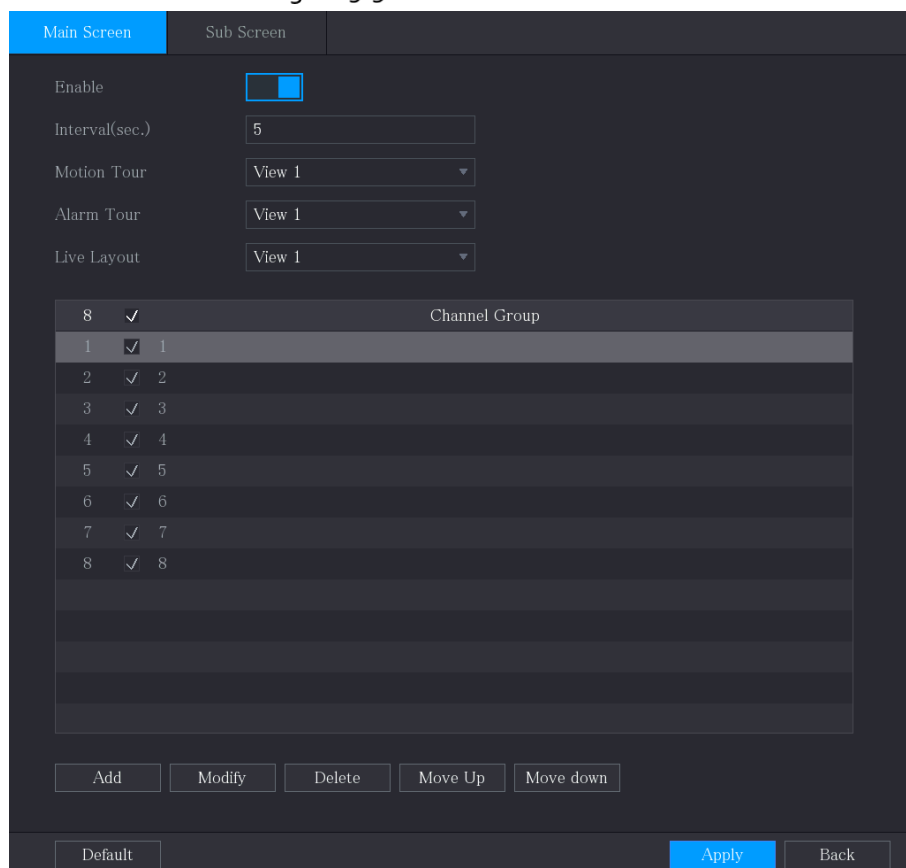 Main Screen Sub Screen
Enable
Interval(sec.) 5
Motion Tour View 1
Alarm Tour View 1
Live Layout View 1
8 Channel Group
1 1
2 2
3 3
4 4
5 5
6 6
7 7
8 8
Add Modify Delete Move Up Move down
Default Apply Back